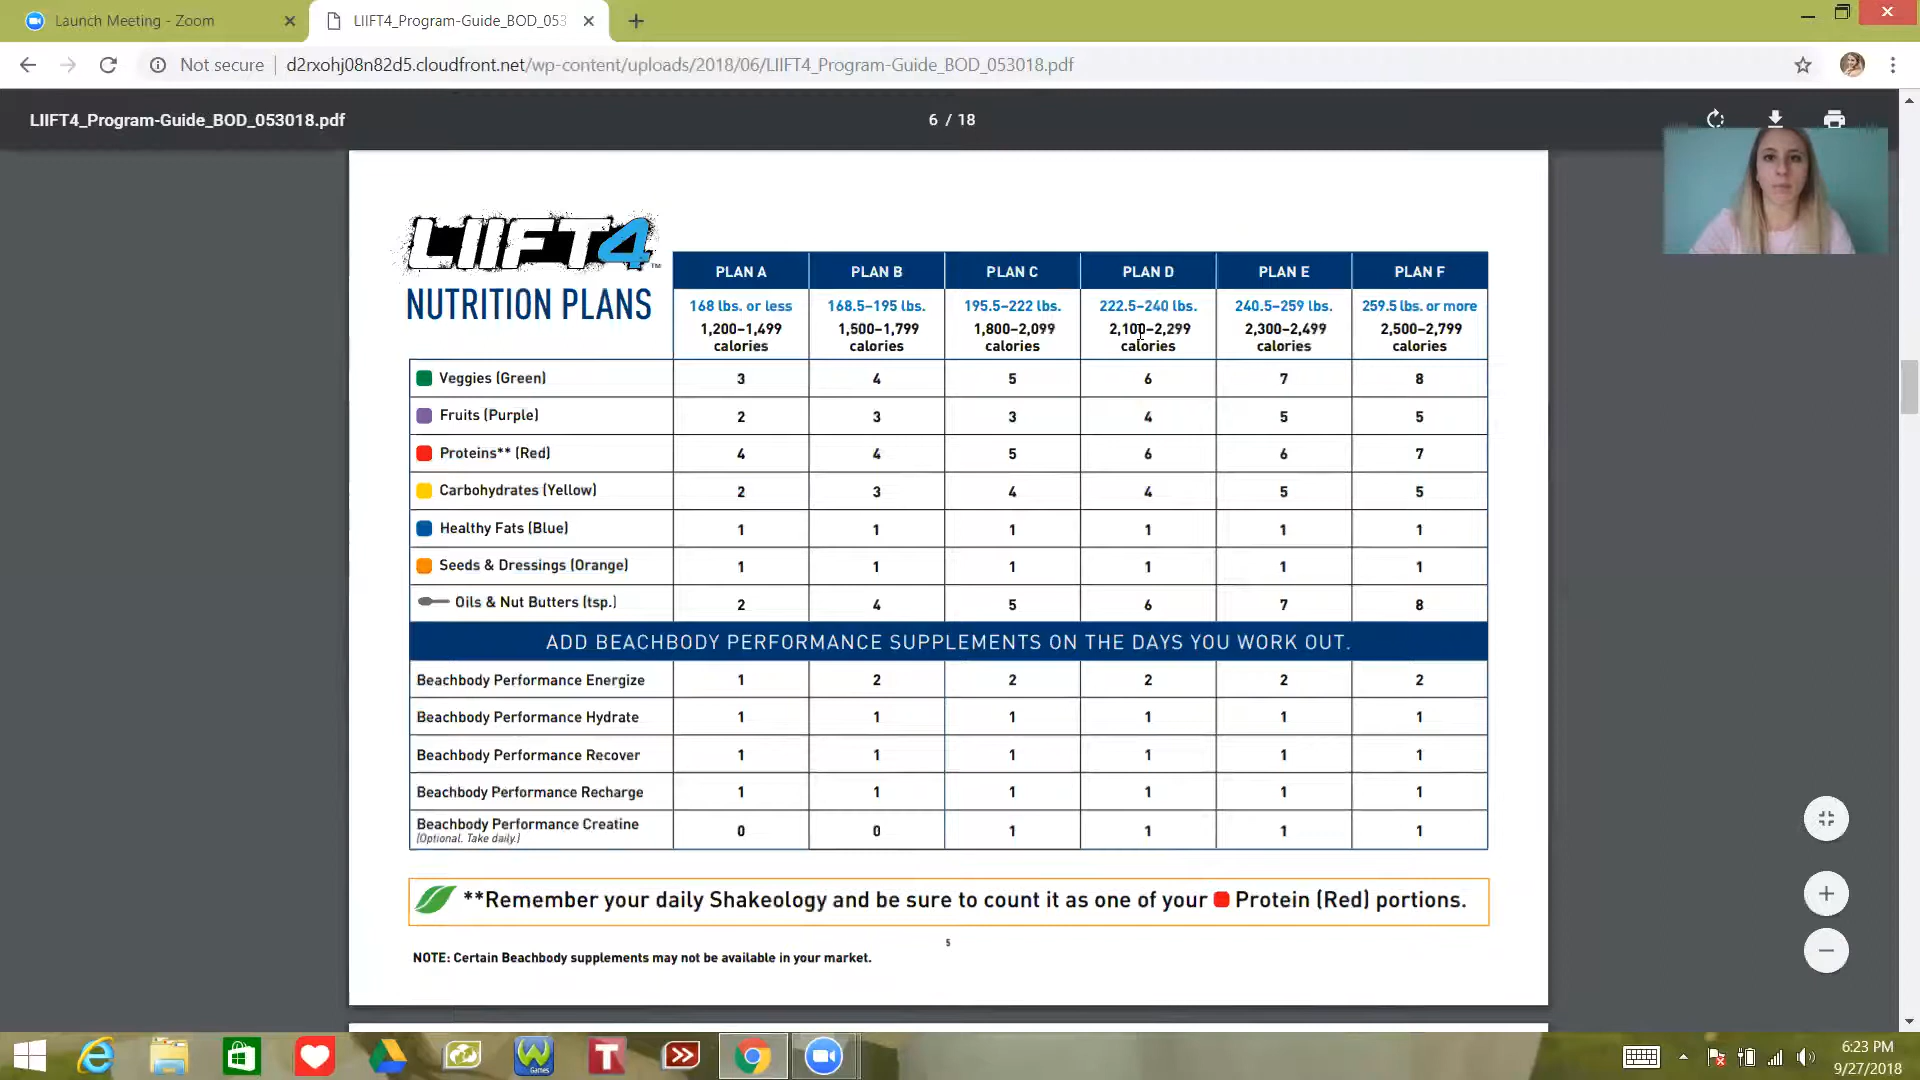 Launch Meeting - Zoom
LIIFT4_Program-Guide_BOD_053
Not secure d2rxohj08n82d5.cloudfront.net/wp-content/uploads/2018/06/LIIFT4_Program-Guide_BOD_053018.pdf
LIIFT4_Program-Guide_BOD_053018.pdf 6 / 18
LIIFT4™
NUTRITION PLANS
PLAN A PLAN B PLAN C PLAN D PLAN E PLAN F
168 lbs. or less 168.5–195 lbs. 195.5–222 lbs. 222.5–240 lbs. 240.5–259 lbs. 259.5 lbs. or more
1,200–1,499 1,500–1,799 1,800–2,099 2,100–2,299 2,300–2,499 2,500–2,799
calories calories calories calories calories calories
Veggies (Green) 3 4 5 6 7 8
Fruits (Purple) 2 3 3 4 5 5
Proteins** (Red) 4 4 5 6 6 7
Carbohydrates (Yellow) 2 3 4 4 5 5
Healthy Fats (Blue) 1 1 1 1 1 1
Seeds & Dressings (Orange) 1 1 1 1 1 1
Oils & Nut Butters (tsp.) 2 4 5 6 7 8
ADD BEACHBODY PERFORMANCE SUPPLEMENTS ON THE DAYS YOU WORK OUT.
Beachbody Performance Energize 1 2 2 2 2 2
Beachbody Performance Hydrate 1 1 1 1 1 1
Beachbody Performance Recover 1 1 1 1 1 1
Beachbody Performance Recharge 1 1 1 1 1 1
Beachbody Performance Creatine 0 0 1 1 1 1
(Optional. Take daily.)
**Remember your daily Shakeology and be sure to count it as one of your Protein (Red) portions.
5
NOTE: Certain Beachbody supplements may not be available in your market.
W
Games
T
6:23 PM
9/27/2018